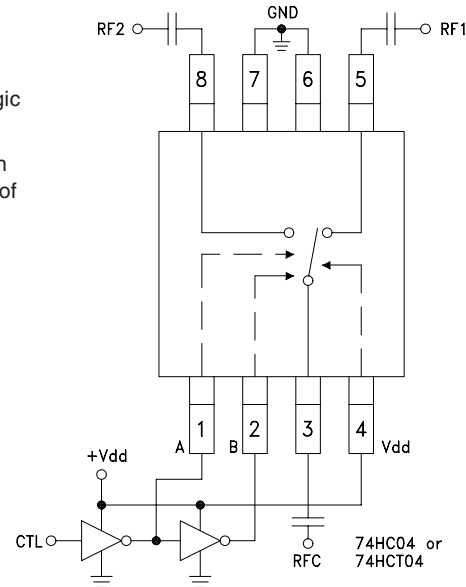 GND
RF2
RF1
8 7 6 5
gic
n
of
1 2 3 4
A B Vdd
+Vdd
CTL
RFC
74HC04 or
74HCT04